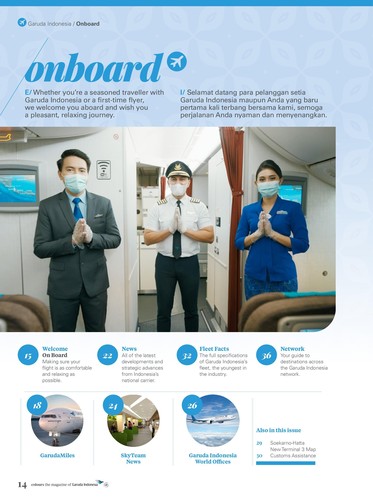 Garuda Indonesia / Onboard
onboard
E/ Whether you're a seasoned traveller with
Garuda Indonesia or a first-time flyer,
we welcome you aboard and wish you
a pleasant, relaxing journey.
I/ Selamat datang para pelanggan setia
Garuda Indonesia maupun Anda yang baru
pertama kali terbang bersama kami, semoga
perjalanan Anda nyaman dan menyenangkan.
15
Welcome
On Board
Making sure your
flight is as comfortable
and relaxing as
possible.
22
News
All of the latest
developments and
strategic advances
from Indonesia's
national carrier.
32
Fleet Facts
The full specifications
of Garuda Indonesia's
fleet, the youngest in
the industry.
36
Network
Your guide to
destinations across
the Garuda Indonesia
network.
18
GarudaMiles
24
SkyTeam
News
26
Garuda Indonesia
World Offices
Also in this issue
20 Soekarno-Hatta
New Terminal 3 Map
30 Customs Assistance
14 colours the magazine of Garuda Indonesia